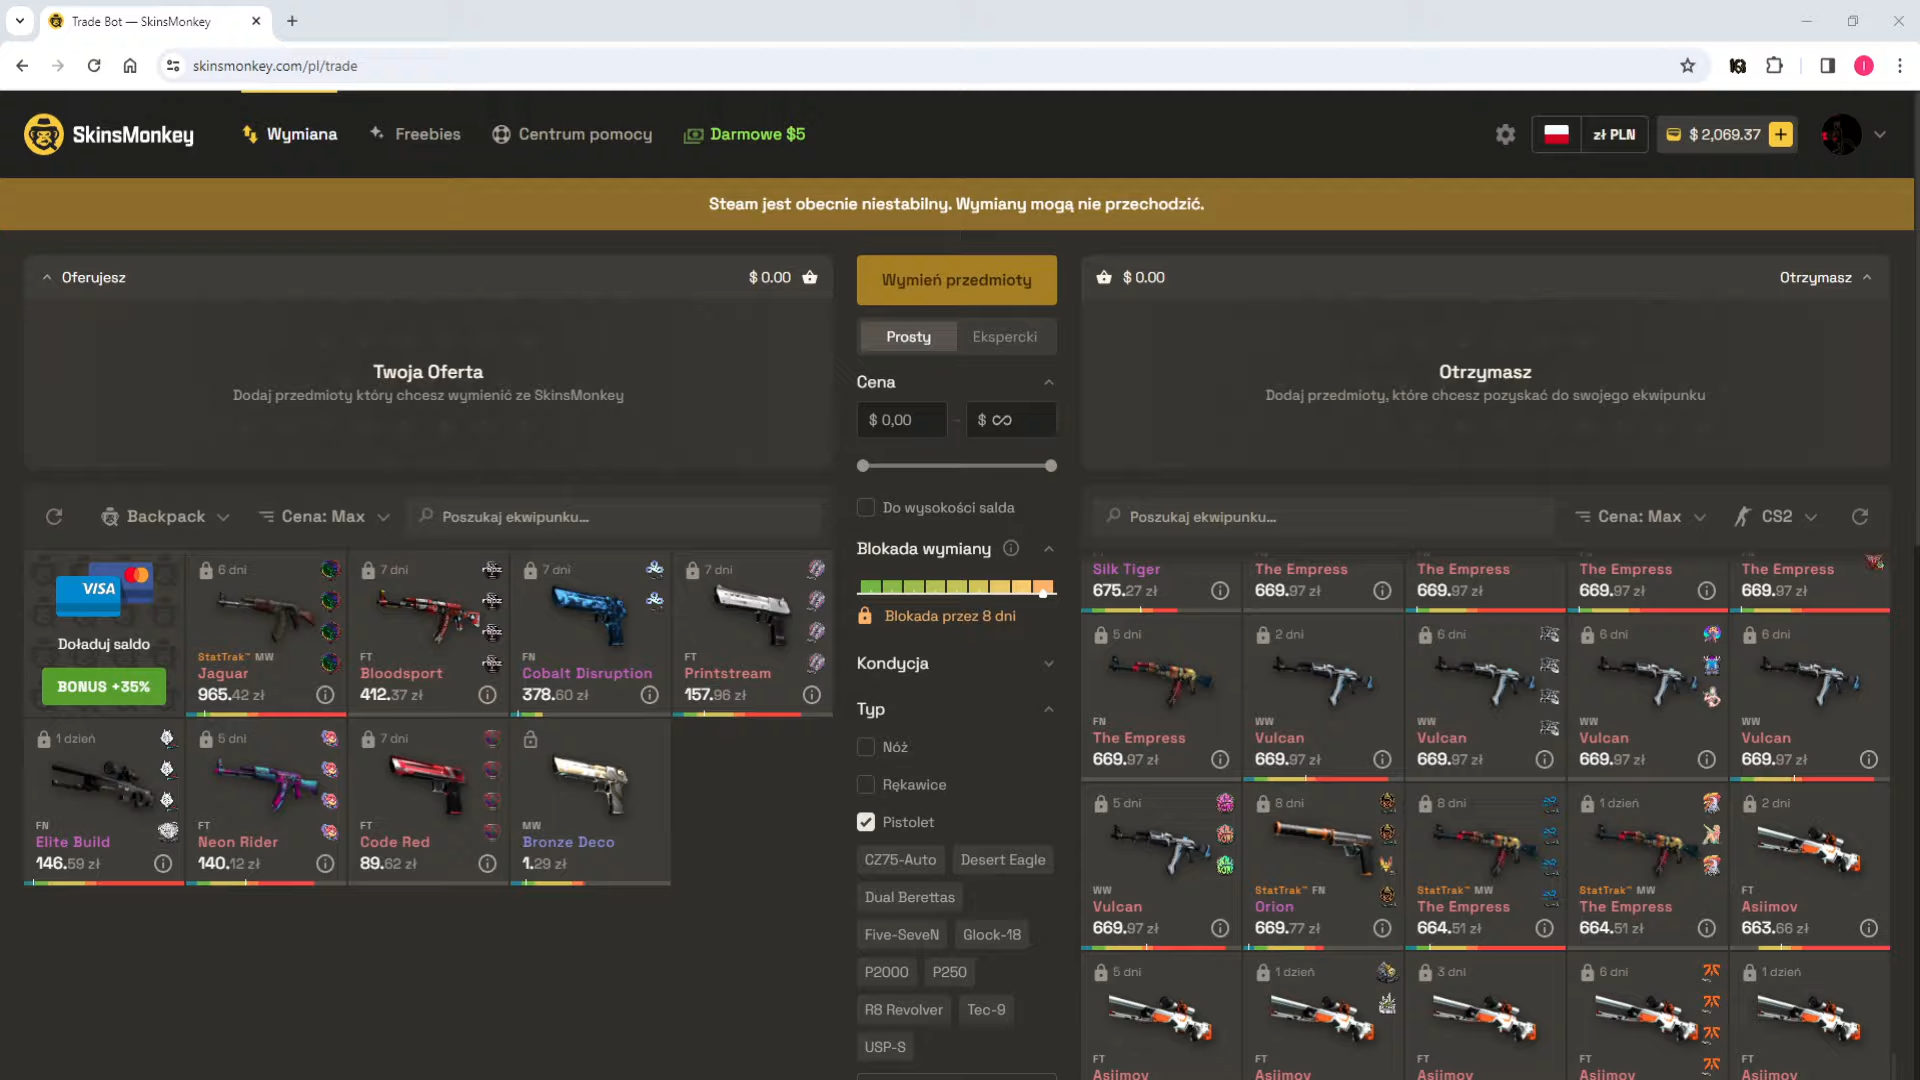 Trade Bot — SkinsMonkey
skinsmonkey.com/pl/trade
SkinsMonkey
Wymiana
Freebies
Centrum pomocy
Darmowe $5
zł PLN
$ 2,069.37
Steam jest obecnie niestabilny. Wymiany mogą nie przechodzić.
Oferujesz
$ 0.00
Twoja Oferta
Dodaj przedmioty który chcesz wymienić ze SkinsMonkey
Wymień przedmioty
Prosty
Ekspercki
Cena
$ 0,00 - $ ∞
Do wysokości salda
Blokada wymiany
Blokada przez 8 dni
Kondycja
Typ
Nóż
Rękawice
Pistolet
CZ75-Auto
Desert Eagle
Dual Berettas
Five-SeveN
Glock-18
P2000
P250
R8 Revolver
Tec-9
USP-S
$ 0.00
Otrzymasz
Otrzymasz
Dodaj przedmioty, które chcesz pozyskać do swojego ekwipunku
Backpack
Cena: Max
Poszukaj ekwipunku...
VISA
Doładuj saldo
BONUS +35%
6 dni
StatTrak™ MW
Jaguar
965.42 zł
7 dni
FT
Bloodsport
412.37 zł
7 dni
FN
Cobalt Disruption
378.60 zł
7 dni
FT
Printstream
157.96 zł
1 dzień
FN
Elite Build
146.59 zł
5 dni
FT
Neon Rider
140.12 zł
7 dni
FT
Code Red
89.62 zł
MW
Bronze Deco
1.29 zł
Poszukaj ekwipunku...
Cena: Max
CS2
Silk Tiger
675.27 zł
The Empress
669.97 zł
The Empress
669.97 zł
The Empress
669.97 zł
The Empress
669.97 zł
5 dni
FN
The Empress
669.97 zł
2 dni
WW
Vulcan
669.97 zł
6 dni
WW
Vulcan
669.97 zł
6 dni
WW
Vulcan
669.97 zł
6 dni
WW
Vulcan
669.97 zł
5 dni
WW
Vulcan
669.97 zł
8 dni
StatTrak™ FN
Orion
669.77 zł
8 dni
StatTrak™ MW
The Empress
664.51 zł
1 dzień
StatTrak™ MW
The Empress
664.51 zł
2 dni
FT
Asiimov
663.66 zł
5 dni
FT
Asiimov
1 dzień
FT
Asiimov
3 dni
FT
Asiimov
6 dni
FT
Asiimov
1 dzień
FT
Asiimov